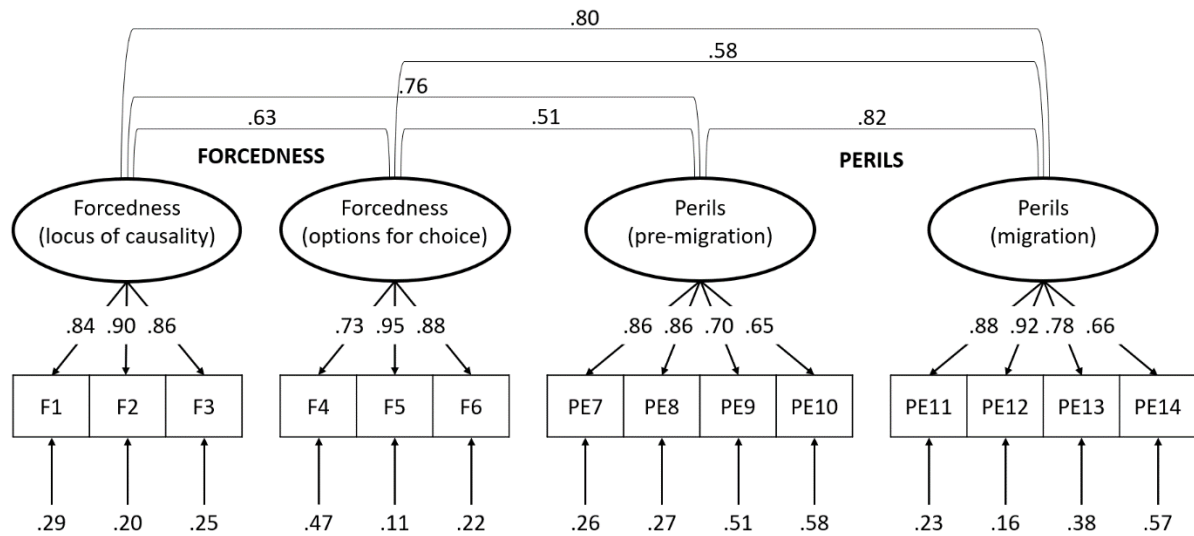 .80
.58
.76
.63 .51 .82
FORCEDNESS PERILS
Forcedness Forcedness Perils Perils
(locus of causality) (options for choice) (pre-migration) (migration)
.84 .90 .86 .73 .95 .88 .86 .86 .70 .65 .88 .92 .78 .66
F1 F2 F3 F4 F5 F6 PE7 PE8 PE9 PE10 PE11 PE12 PE13 PE14
.29 .20 .25 .47 .11 .22 .26 .27 .51 .58 .23 .16 .38 .57